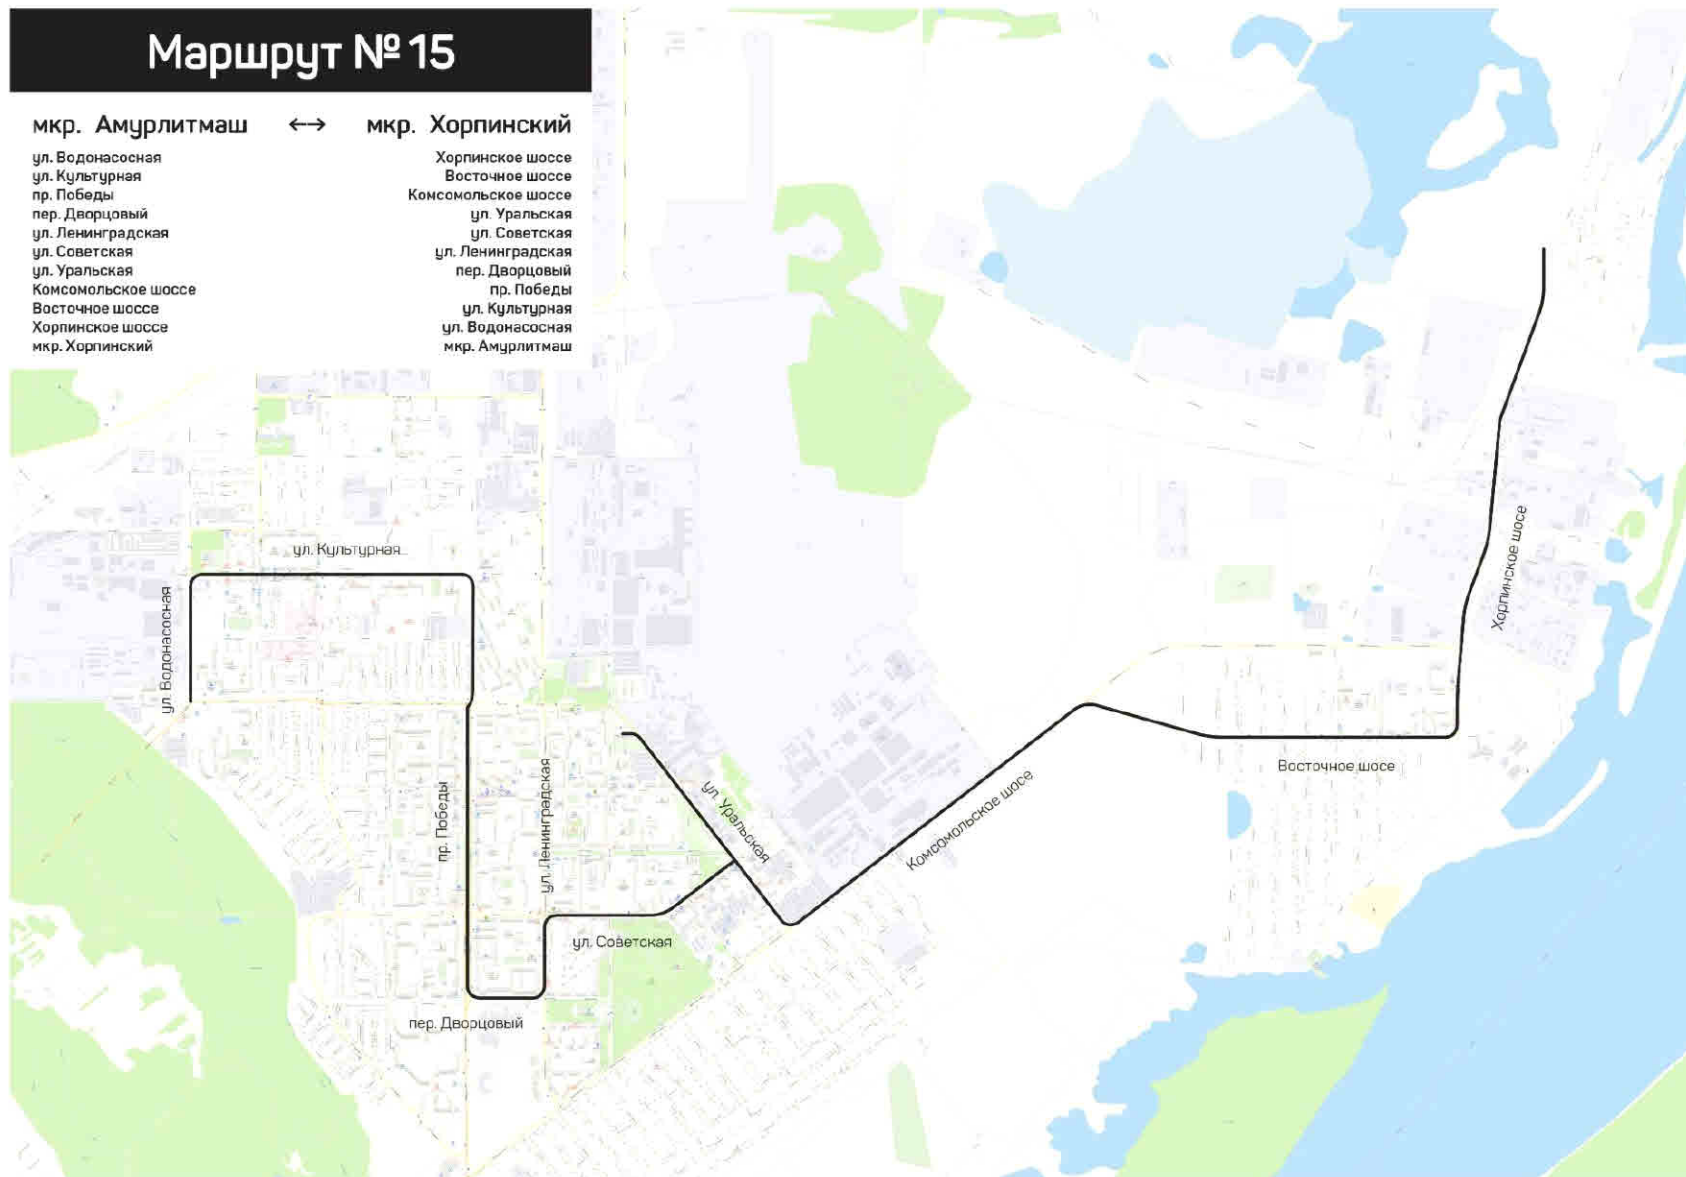 Маршрут № 15
мкр. Амурлитмаш ↔ мкр. Хорпинский
ул. Водонасосная
ул. Культурная
пр. Победы
пер. Дворцовый
ул. Ленинградская
ул. Советская
ул. Уральская
Комсомольское шоссе
Восточное шоссе
Хорпинское шоссе
мкр. Хорпинский
Хорпинское шоссе
Восточное шоссе
Комсомольское шоссе
ул. Уральская
ул. Советская
ул. Ленинградская
пер. Дворцовый
пр. Победы
ул. Культурная
ул. Водонасосная
мкр. Амурлитмаш
ул. Культурная
ул. Водонасосная
пр. Победы
ул. Ленинградская
ул. Уральская
ул. Советская
пер. Дворцовый
Комсомольское шосе
Восточное шосе
Хорпинское шосе